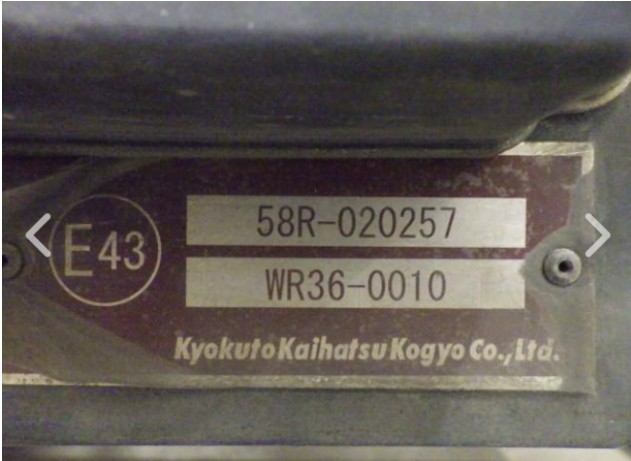 E43
58R-020257
WR36-0010
Kyokuto Kaihatsu Kogyo Co., Ltd.